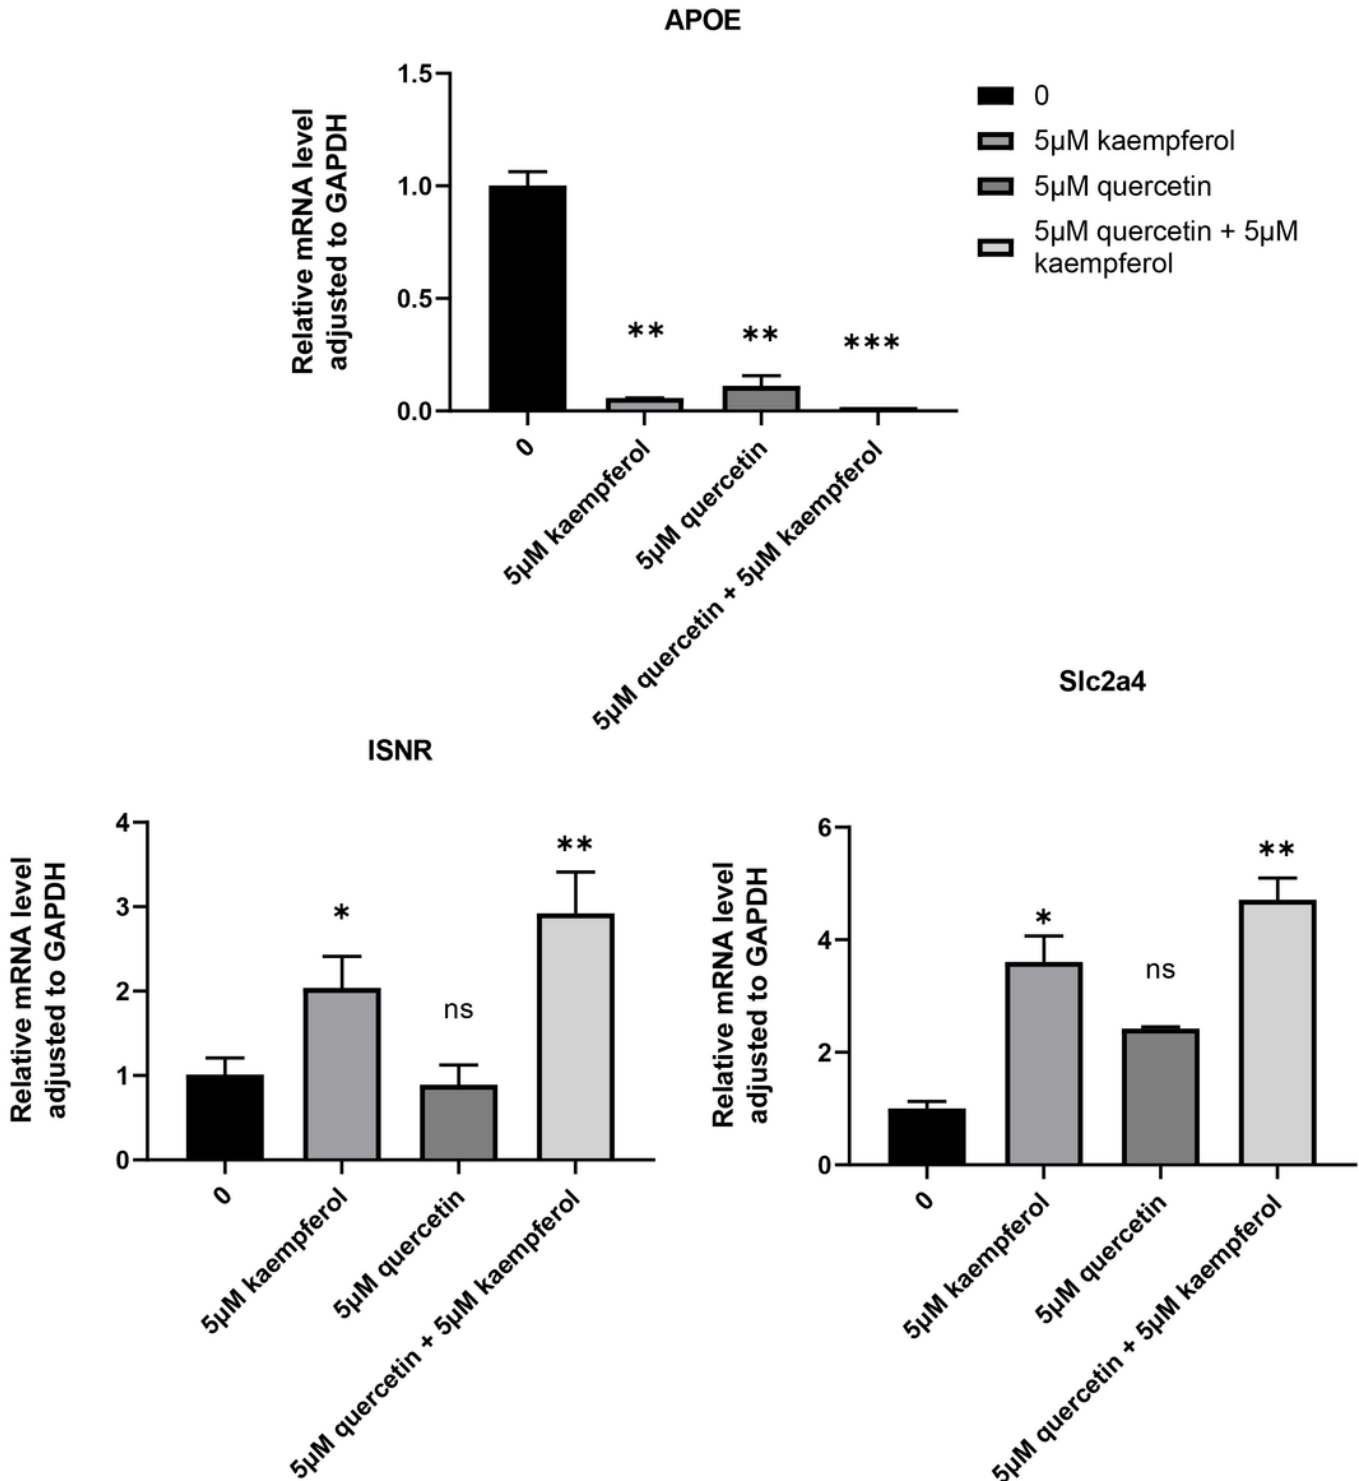 APOE
Relative mRNA level
adjusted to GAPDH
1.5
1.0
0.5
0.0
**
**
***
0
5μM kaempferol
5μM quercetin
5μM quercetin + 5μM kaempferol
0
5μM kaempferol
5μM quercetin
5μM quercetin + 5μM
kaempferol
ISNR
Relative mRNA level
adjusted to GAPDH
4
3
2
1
0
*
ns
**
0
5μM kaempferol
5μM quercetin
5μM quercetin + 5μM kaempferol
Slc2a4
Relative mRNA level
adjusted to GAPDH
6
4
2
0
*
ns
**
0
5μM kaempferol
5μM quercetin
5μM quercetin + 5μM kaempferol